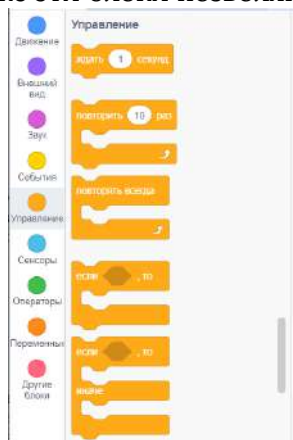 Управление
Движение
ждать 1 секунд
Внешний
вид
Звук
повторить 10 раз
События
повторять всегда
Управление
Сенсоры
если , то
Операторы
Переменные
если , то
Другие
блоки
иначе